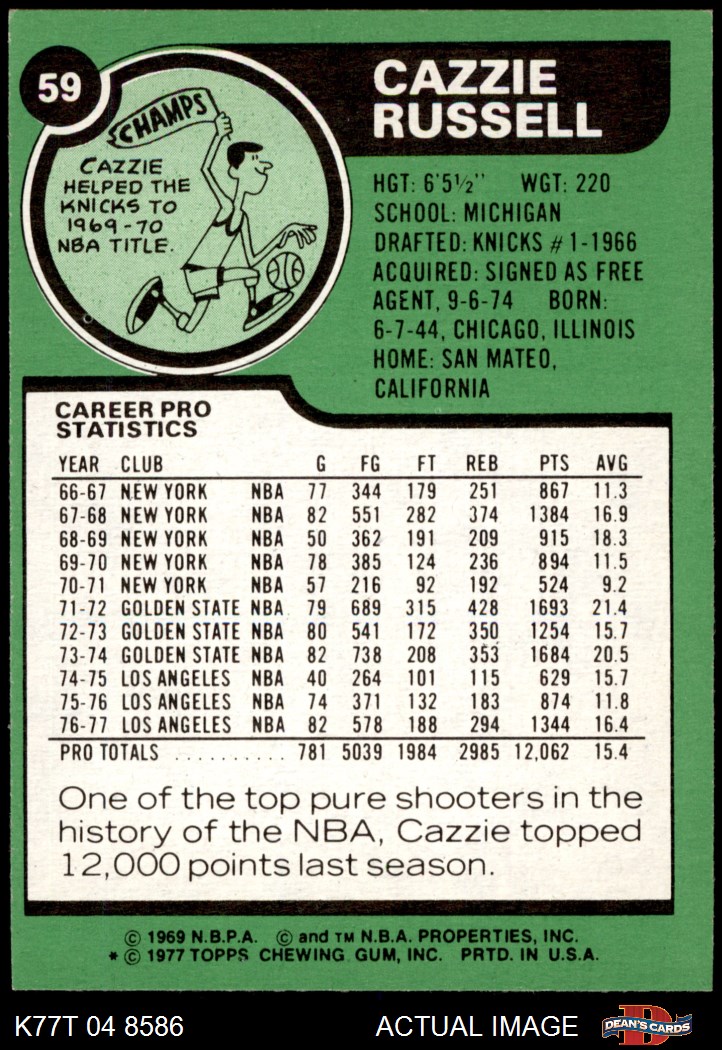 59
CHAMPS
CAZZIE
HELPED THE
KNICKS TO
1969-70
NBA TITLE.
CAZZIE
RUSSELL
HGT: 6'5½" WGT: 220
SCHOOL: MICHIGAN
DRAFTED: KNICKS #1-1966
ACQUIRED: SIGNED AS FREE
AGENT, 9-6-74 BORN:
6-7-44, CHICAGO, ILLINOIS
HOME: SAN MATEO,
CALIFORNIA
CAREER PRO
STATISTICS
YEAR CLUB G FG FT REB PTS AVG
66-67 NEW YORK NBA 77 344 179 251 867 11.3
67-68 NEW YORK NBA 82 551 282 374 1384 16.9
68-69 NEW YORK NBA 50 362 191 209 915 18.3
69-70 NEW YORK NBA 78 385 124 236 894 11.5
70-71 NEW YORK NBA 57 216 92 192 524 9.2
71-72 GOLDEN STATE NBA 79 689 315 428 1693 21.4
72-73 GOLDEN STATE NBA 80 541 172 350 1254 15.7
73-74 GOLDEN STATE NBA 82 738 208 353 1684 20.5
74-75 LOS ANGELES NBA 40 264 101 115 629 15.7
75-76 LOS ANGELES NBA 74 371 132 183 874 11.8
76-77 LOS ANGELES NBA 82 578 188 294 1344 16.4
PRO TOTALS .......... 781 5039 1984 2985 12,062 15.4
One of the top pure shooters in the
history of the NBA, Cazzie topped
12,000 points last season.
© 1969 N.B.P.A. © and TM N.B.A. PROPERTIES, INC.
* © 1977 TOPPS CHEWING GUM, INC. PRTD. IN U.S.A.
K77T 04 8586 ACTUAL IMAGE DEAN'S CARDS